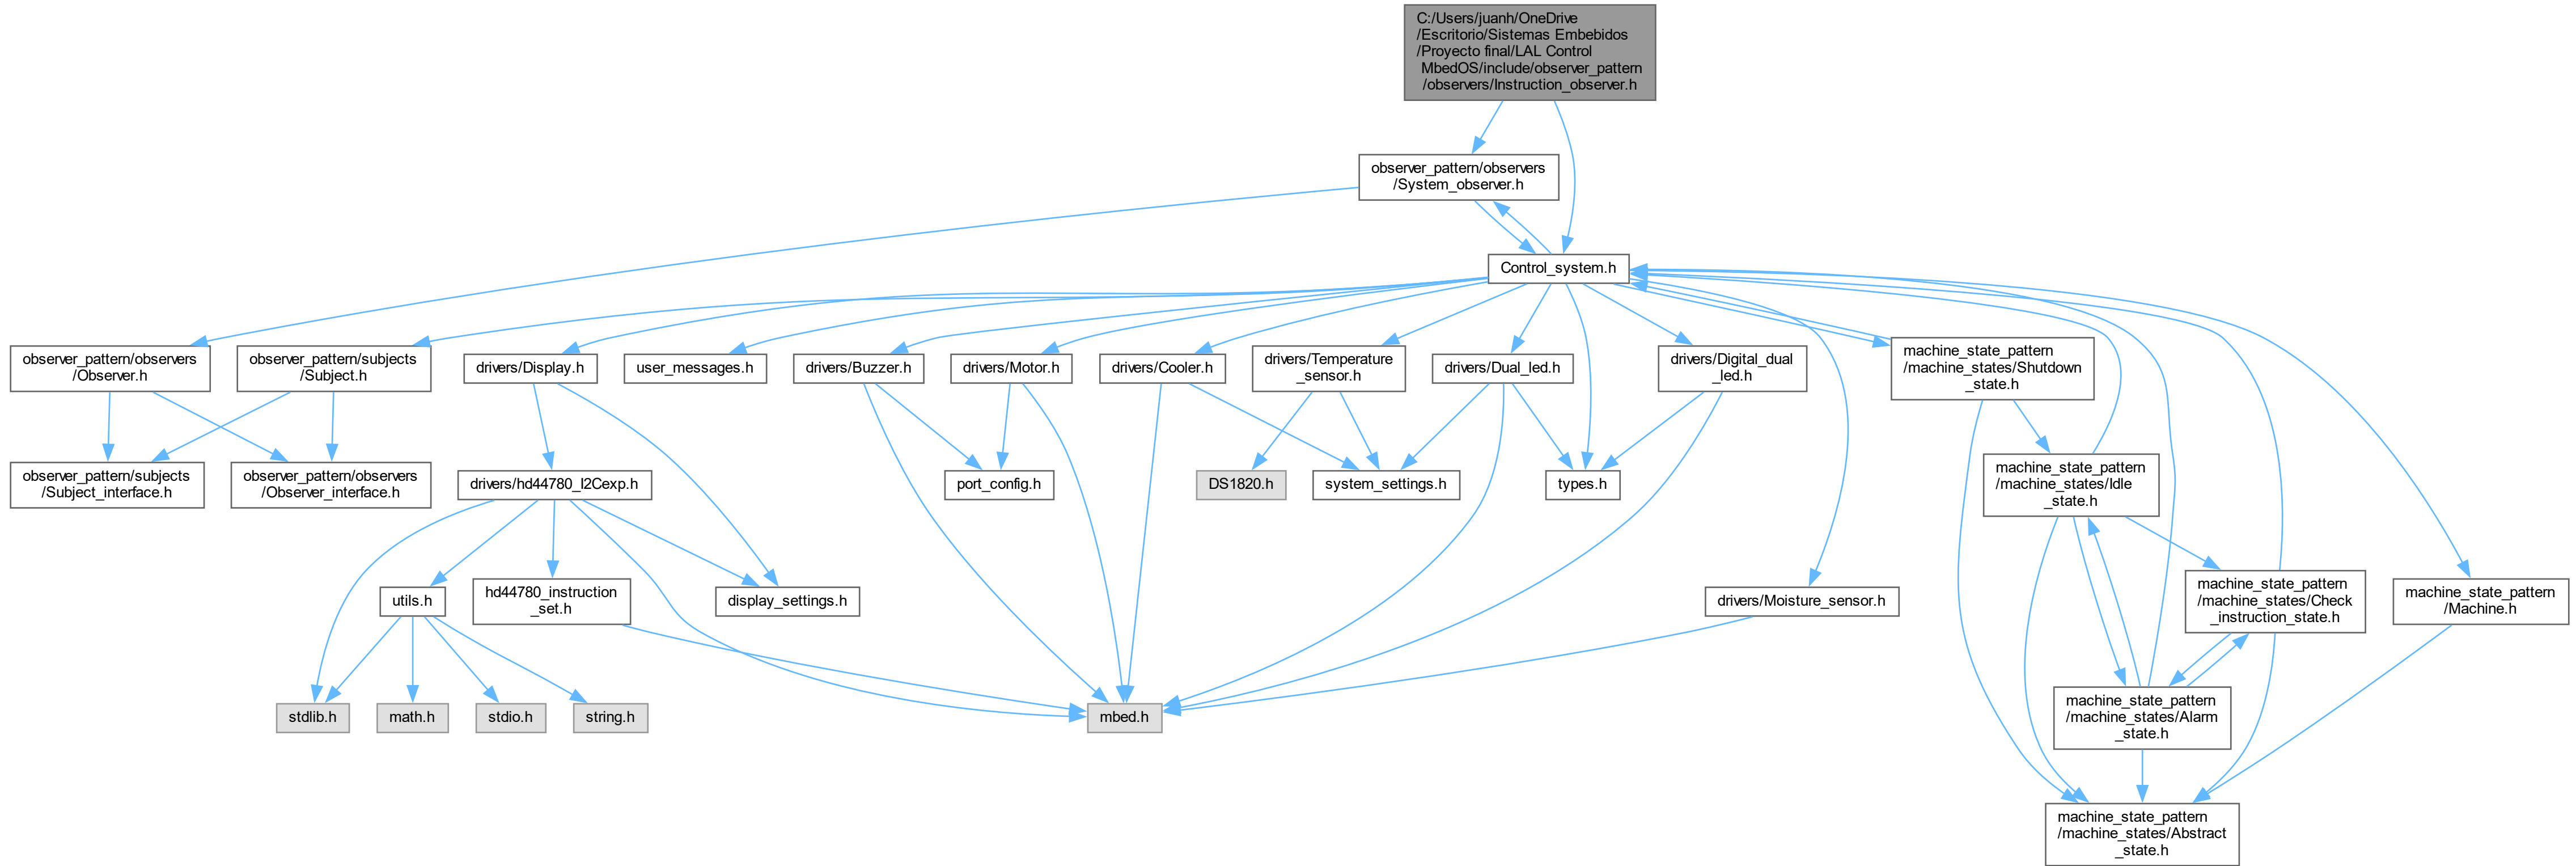 C:/Users/juanh/OneDrive
/Escritorio/Sistemas Embebidos
/Proyecto final/LAL Control
MbedOS/include/observer_pattern
/observers/Instruction_observer.h
observer_pattern/observers
/System_observer.h
Control_system.h
observer_pattern/observers
/Observer.h
observer_pattern/subjects
/Subject.h
drivers/Display.h
user_messages.h
drivers/Buzzer.h
drivers/Motor.h
drivers/Cooler.h
drivers/Temperature
_sensor.h
drivers/Dual_led.h
drivers/Digital_dual
_led.h
machine_state_pattern
/machine_states/Shutdown
_state.h
observer_pattern/subjects
/Subject_interface.h
observer_pattern/observers
/Observer_interface.h
drivers/hd44780_I2Cexp.h
port_config.h
DS1820.h
system_settings.h
types.h
machine_state_pattern
/machine_states/Idle
_state.h
utils.h
hd44780_instruction
_set.h
display_settings.h
drivers/Moisture_sensor.h
machine_state_pattern
/machine_states/Check
_instruction_state.h
machine_state_pattern
/Machine.h
stdlib.h
math.h
stdio.h
string.h
mbed.h
machine_state_pattern
/machine_states/Alarm
_state.h
machine_state_pattern
/machine_states/Abstract
_state.h